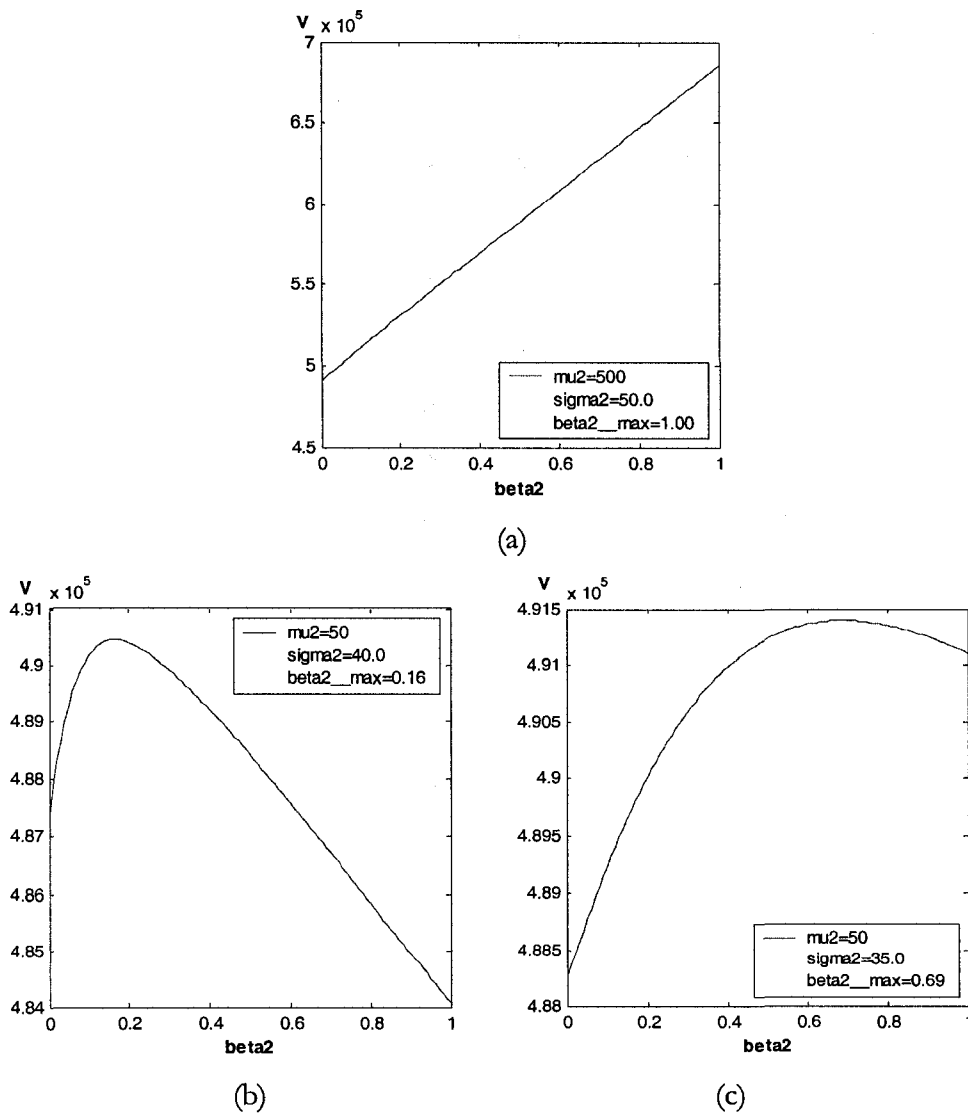 V x 10^5
7
6.5
6
5.5
5
4.5
0 0.2 0.4 0.6 0.8 1
beta2
mu2=500
sigma2=50.0
beta2__max=1.00
(a)
V x 10^5
4.91
4.9
4.89
4.88
4.87
4.86
4.85
4.84
0 0.2 0.4 0.6 0.8 1
beta2
mu2=50
sigma2=40.0
beta2__max=0.16
(b)
V x 10^5
4.915
4.91
4.905
4.9
4.895
4.89
4.885
4.88
0 0.2 0.4 0.6 0.8 1
beta2
mu2=50
sigma2=35.0
beta2__max=0.69
(c)